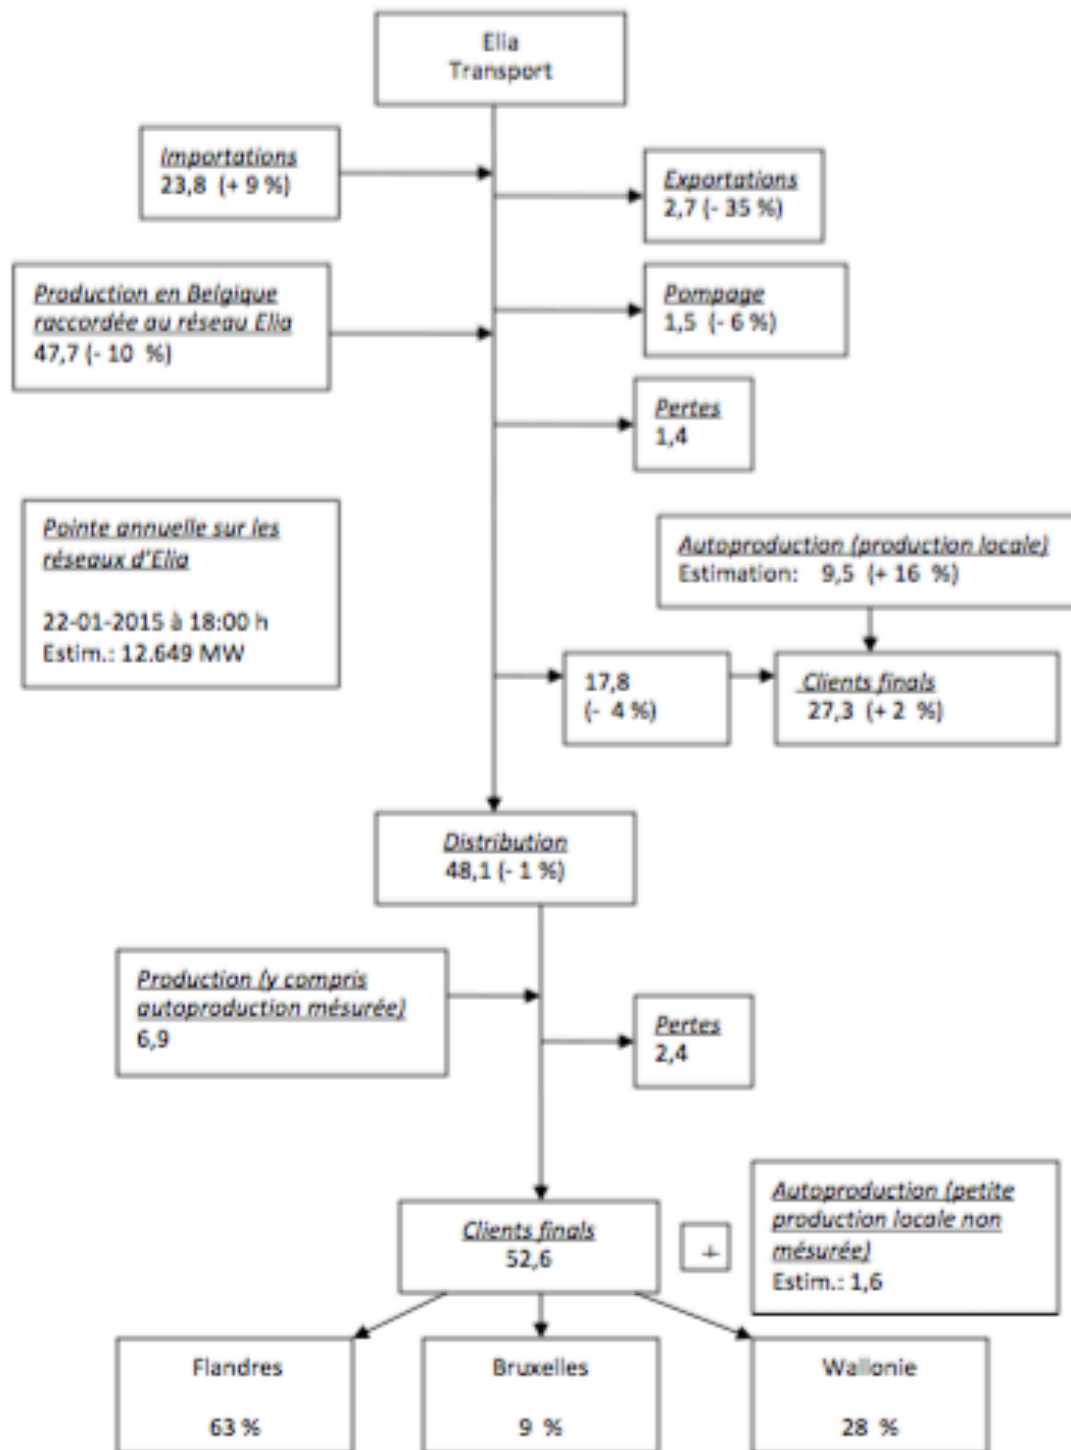 Elia
Transport
Importations
23,8 (+ 9 %)
Exportations
2,7 (- 35 %)
Production en Belgique
raccordée au réseau Elia
47,7 (- 10 %)
Pompage
1,5 (- 6 %)
Pertes
1,4
Pointe annuelle sur les
réseaux d'Elia
22-01-2015 à 18:00 h
Estim.: 12.649 MW
Autoproduction (production locale)
Estimation: 9,5 (+ 16 %)
17,8
(- 4 %)
Clients finals
27,3 (+ 2 %)
Distribution
48,1 (- 1 %)
Production (y compris
autoproduction mésurée)
6,9
Pertes
2,4
Clients finals
52,6
+
Autoproduction (petite
production locale non
mésurée)
Estim.: 1,6
Flandres
63 %
Bruxelles
9 %
Wallonie
28 %